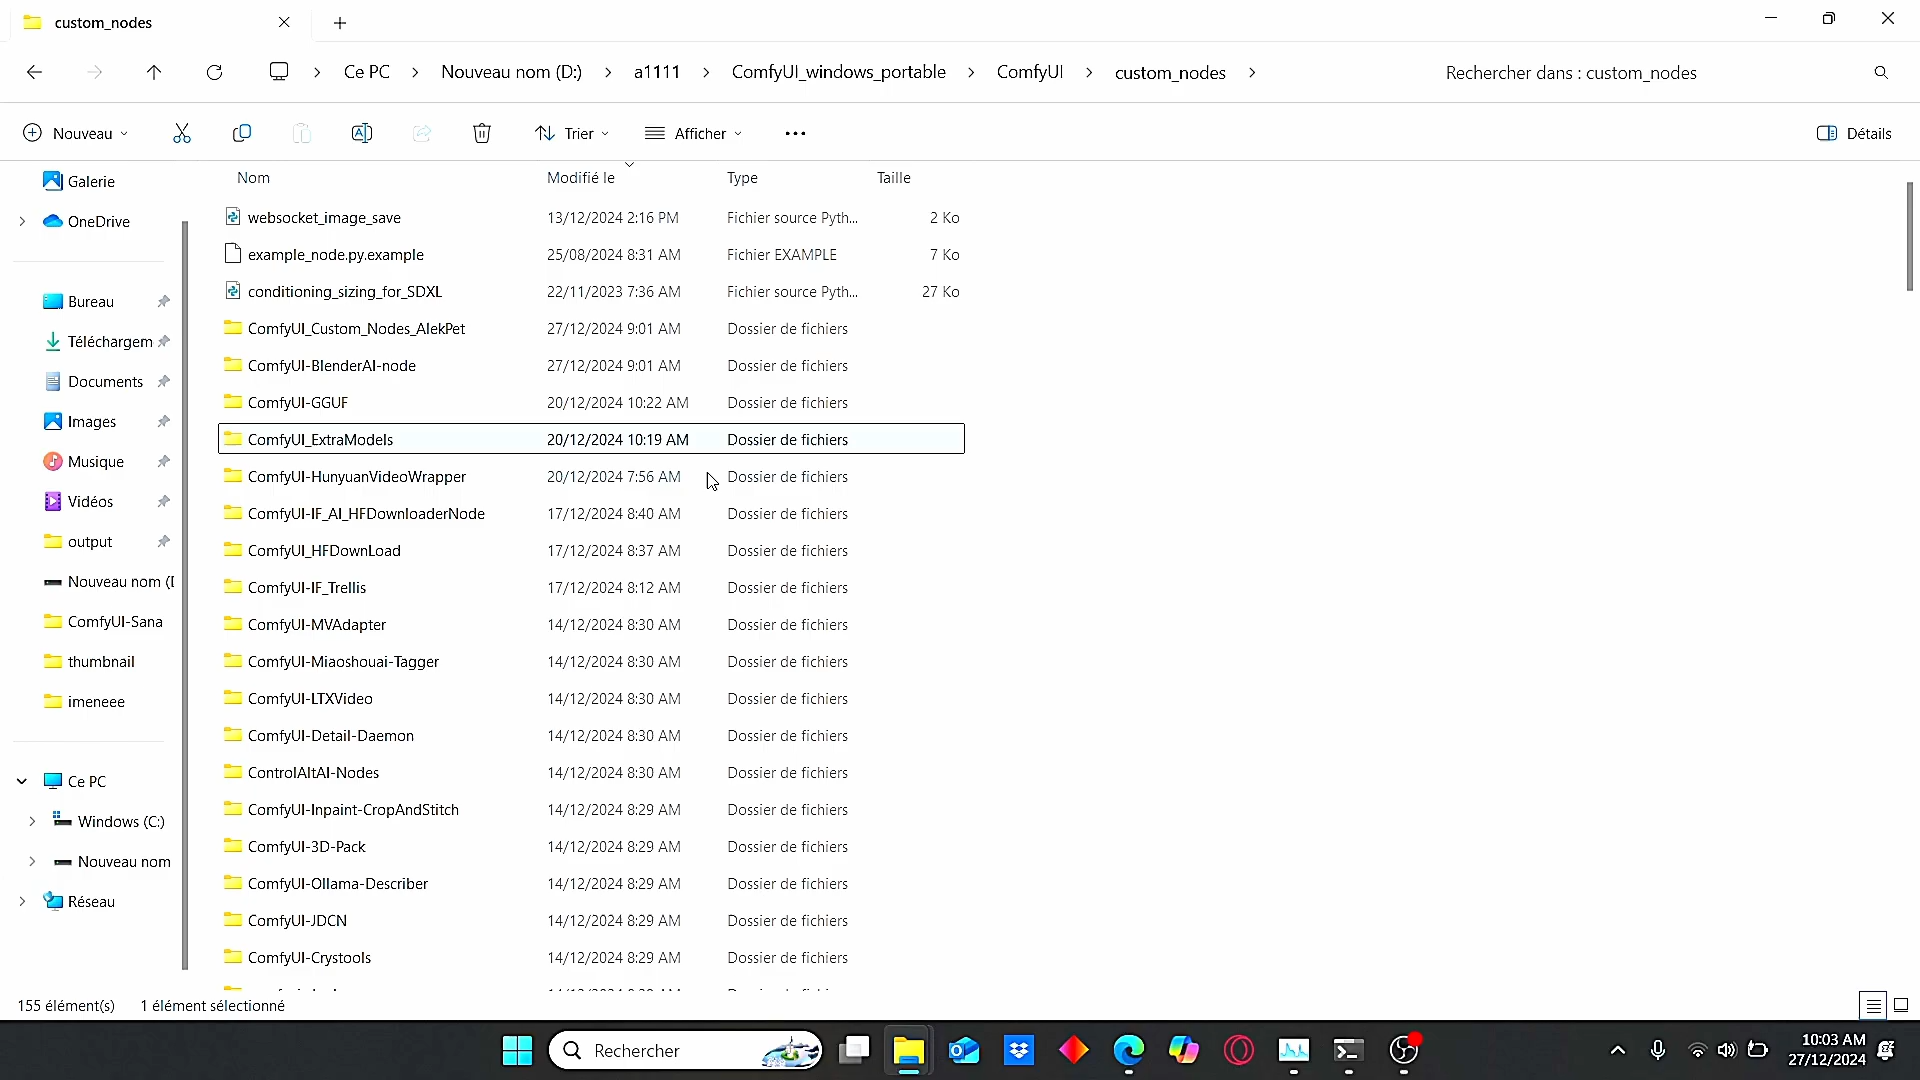 custom_nodes
Ce PC > Nouveau nom (D:) > a1111 > ComfyUI_windows_portable > ComfyUI > custom_nodes >
Rechercher dans : custom_nodes
Nouveau
Trier
Afficher
Détails
Galerie
OneDrive
Bureau
Téléchargem
Documents
Images
Musique
Vidéos
output
Nouveau nom (D
ComfyUI-Sana
thumbnail
imeneee
Ce PC
Windows (C:)
Nouveau nom
Réseau
Nom Modifié le Type Taille
websocket_image_save 13/12/2024 2:16 PM Fichier source Pyth... 2 Ko
example_node.py.example 25/08/2024 8:31 AM Fichier EXAMPLE 7 Ko
conditioning_sizing_for_SDXL 22/11/2023 7:36 AM Fichier source Pyth... 27 Ko
ComfyUI_Custom_Nodes_AlekPet 27/12/2024 9:01 AM Dossier de fichiers
ComfyUI-BlenderAI-node 27/12/2024 9:01 AM Dossier de fichiers
ComfyUI-GGUF 20/12/2024 10:22 AM Dossier de fichiers
ComfyUI_ExtraModels 20/12/2024 10:19 AM Dossier de fichiers
ComfyUI-HunyuanVideoWrapper 20/12/2024 7:56 AM Dossier de fichiers
ComfyUI-IF_AI_HFDownloaderNode 17/12/2024 8:40 AM Dossier de fichiers
ComfyUI_HFDownLoad 17/12/2024 8:37 AM Dossier de fichiers
ComfyUI-IF_Trellis 17/12/2024 8:12 AM Dossier de fichiers
ComfyUI-MVAdapter 14/12/2024 8:30 AM Dossier de fichiers
ComfyUI-Miaoshouai-Tagger 14/12/2024 8:30 AM Dossier de fichiers
ComfyUI-LTXVideo 14/12/2024 8:30 AM Dossier de fichiers
ComfyUI-Detail-Daemon 14/12/2024 8:30 AM Dossier de fichiers
ControlAltAI-Nodes 14/12/2024 8:30 AM Dossier de fichiers
ComfyUI-Inpaint-CropAndStitch 14/12/2024 8:29 AM Dossier de fichiers
ComfyUI-3D-Pack 14/12/2024 8:29 AM Dossier de fichiers
ComfyUI-Ollama-Describer 14/12/2024 8:29 AM Dossier de fichiers
ComfyUI-JDCN 14/12/2024 8:29 AM Dossier de fichiers
ComfyUI-Crystools 14/12/2024 8:29 AM Dossier de fichiers
155 élément(s) 1 élément sélectionné
Rechercher
10:03 AM
27/12/2024